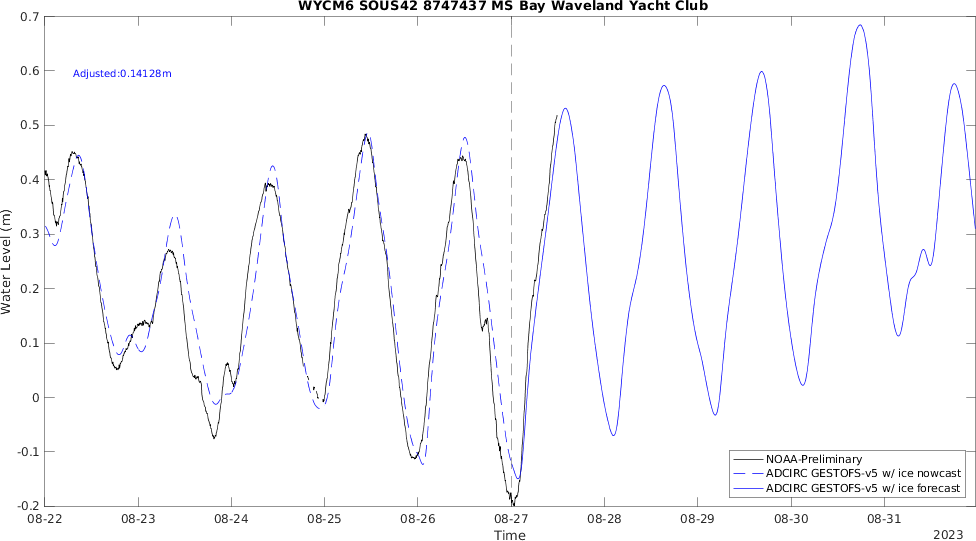 WYCM6 SOUS42 8747437 MS Bay Waveland Yacht Club
0.7
0.6
0.5
0.4
0.3
0.2
0.1
0
-0.1
-0.2
Water Level (m)
Adjusted:0.14128m
NOAA-Preliminary
ADCIRC GESTOFS-v5 w/ ice nowcast
ADCIRC GESTOFS-v5 w/ ice forecast
08-22 08-23 08-24 08-25 08-26 08-27 08-28 08-29 08-30 08-31
Time
2023